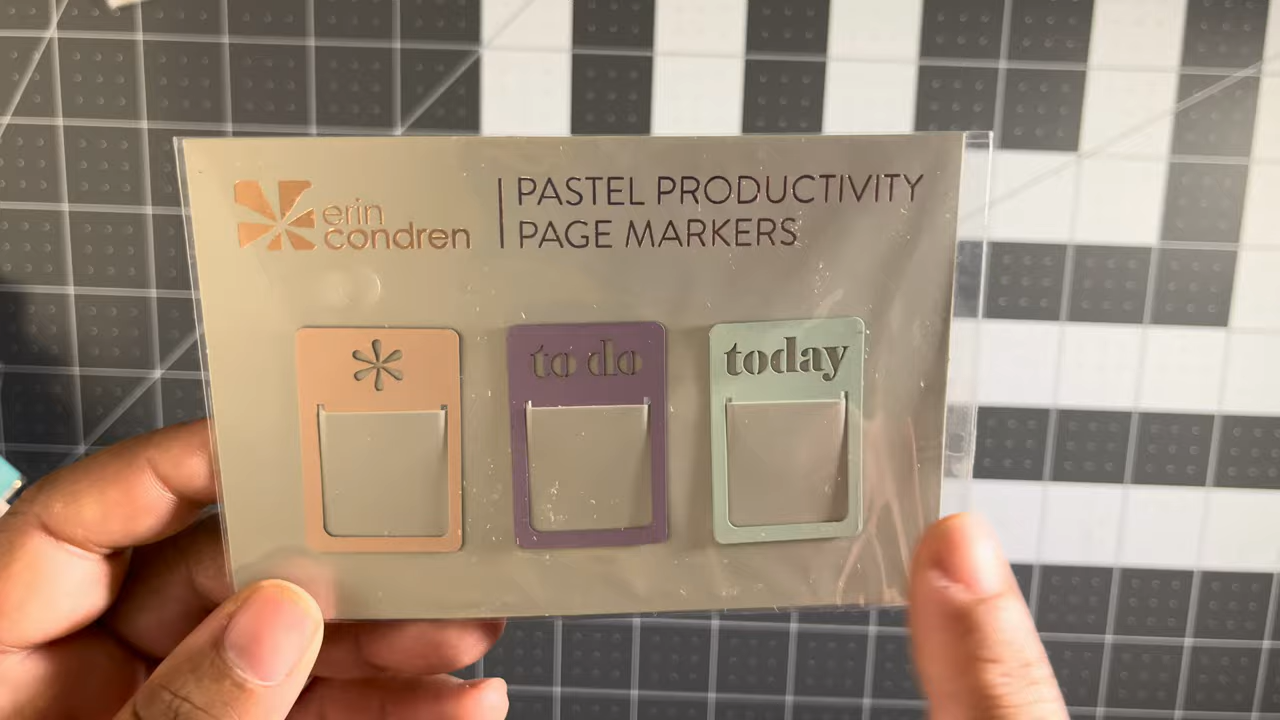 erin
condren
PASTEL PRODUCTIVITY
PAGE MARKERS
to do
today